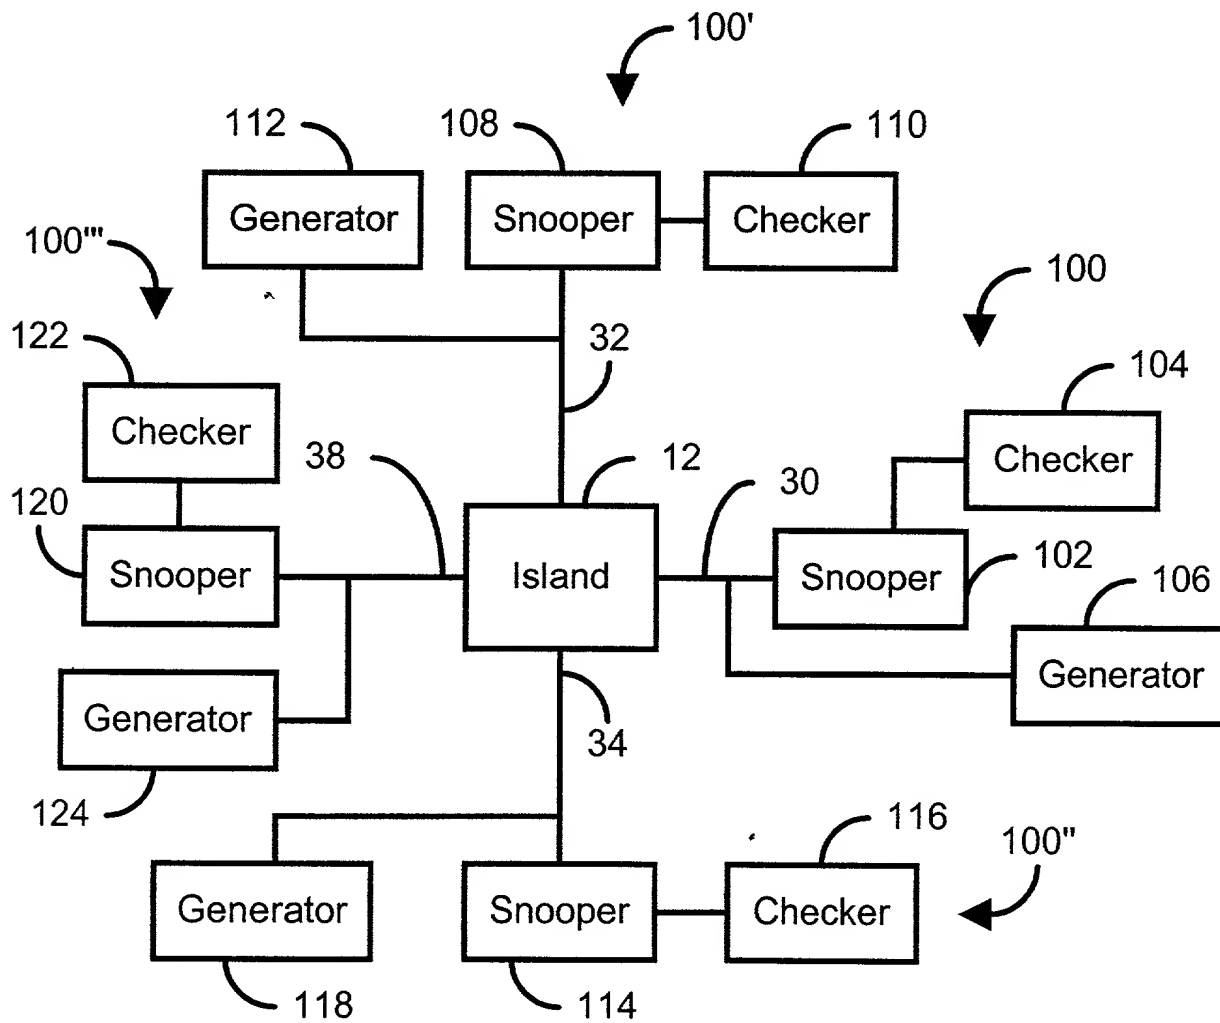 100'
112
108
110
Generator
Snooper
Checker
100'''
100
122
32
104
Checker
38
12
30
Checker
120
Snooper
Island
Snooper
102
106
Generator
Generator
34
124
116
100"
Generator
Snooper
Checker
118
114